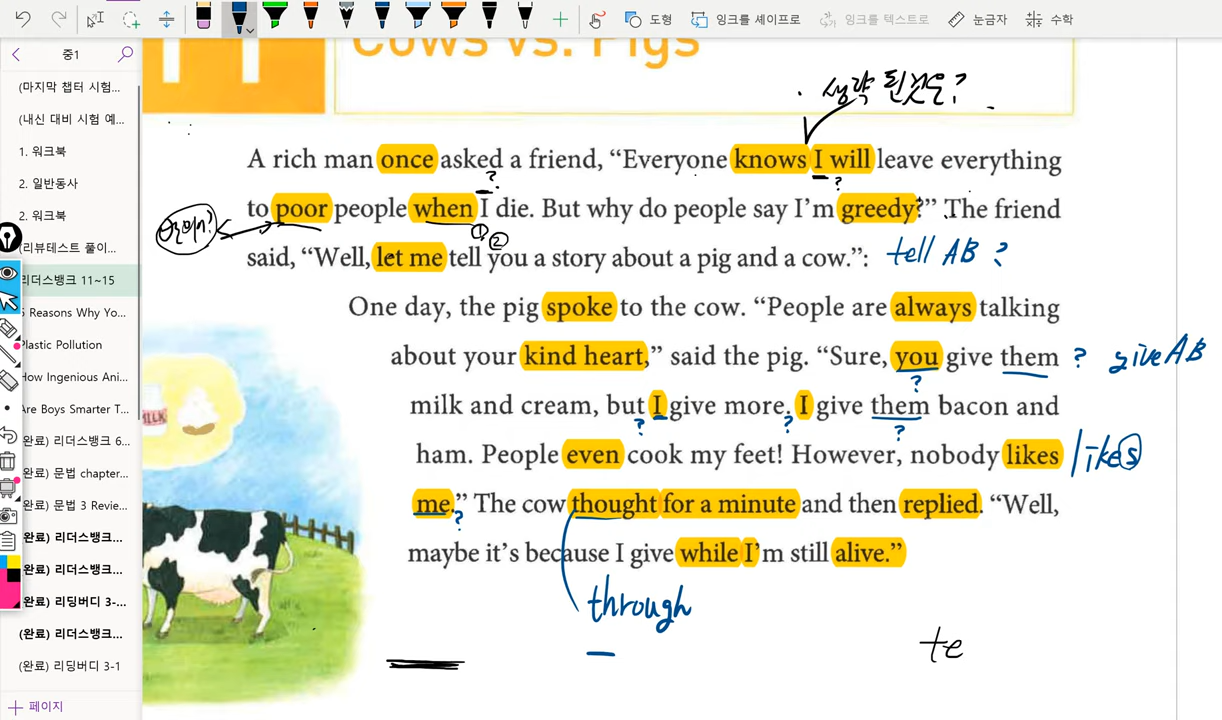 도형
잉크를 셰이프로
잉크를 텍스트로
눈금자
수학
중1
(마지막 챕터 시험...
(내신 대비 시험 예...
1. 워크북
2. 일반동사
2. 워크북
(리뷰테스트 풀이...
리더스뱅크 11~15
6 Reasons Why Yo...
Plastic Pollution
How Ingenious Ani...
Are Boys Smarter T...
(완료) 리더스뱅크 6...
(완료) 문법 chapter...
(완료) 문법 3 Revie...
(완료) 리더스뱅크...
(완료) 리더스뱅크...
(완료) 리딩버디 3-...
(완료) 리더스뱅크...
(완료) 리딩버디 3-1
페이지
Cows vs. Pigs
생략 된것은?
A rich man once asked a friend, “Everyone knows I will leave everything
? ?
to poor people when I die. But why do people say I’m greedy?” The friend
① ②
said, “Well, let me tell you a story about a pig and a cow.”: tell AB ?
One day, the pig spoke to the cow. “People are always talking
about your kind heart,” said the pig. “Sure, you give them ? give AB
?
milk and cream, but I give more. I give them bacon and
? ? ?
ham. People even cook my feet! However, nobody likes likes
me.” The cow thought for a minute and then replied. “Well,
?
maybe it’s because I give while I’m still alive.”
through
te
MILK